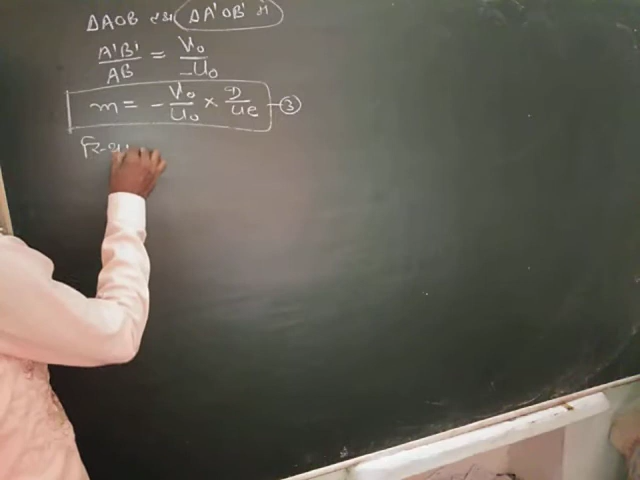 ΔAOB तथा ΔA'OB' में
A'B'/AB = V₀/-U₀
m = -V₀/U₀ × D/ue -③